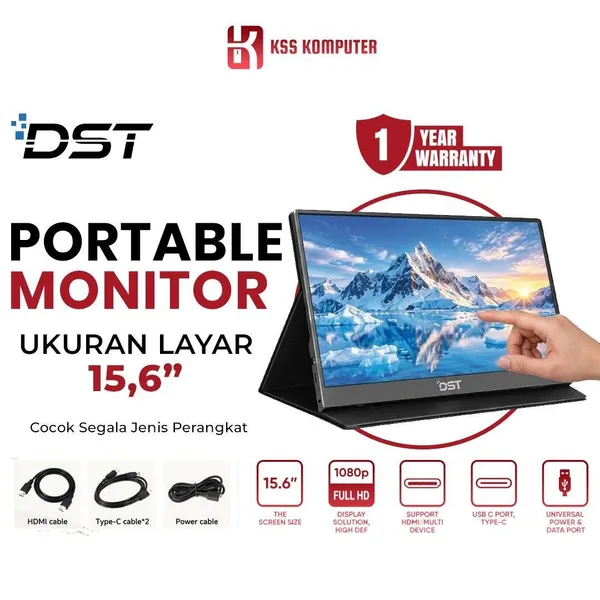 KSS KOMPUTER
DST
1 YEAR
WARRANTY
PORTABLE
MONITOR
UKURAN LAYAR
15,6”
Cocok Segala Jenis Perangkat
DST
HDMI cable
Type-C cable*2
Power cable
15.6”
THE
SCREEN SIZE
1080p
FULL HD
DISPLAY
SOLUTION,
HIGH DEF
SUPPORT
HDMI/MULTI
DEVICE
USB C PORT,
TYPE-C
UNIVERSAL
POWER &
DATA PORT